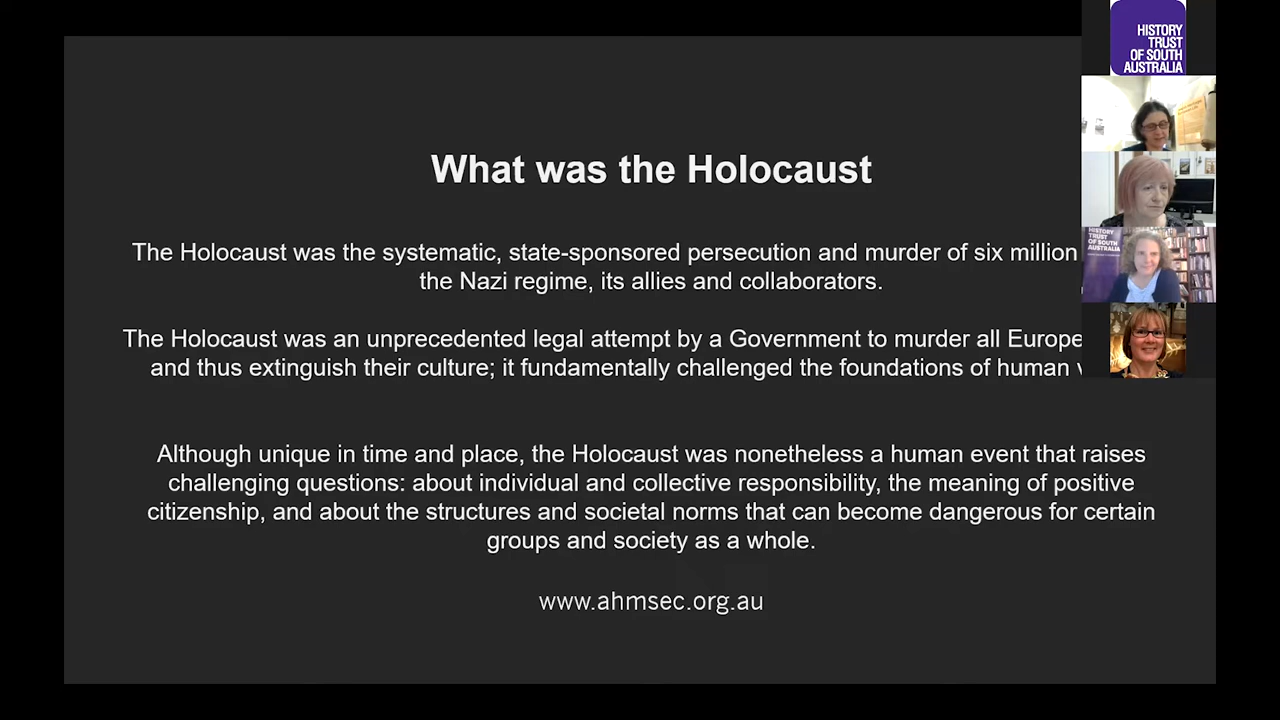 What was the Holocaust
The Holocaust was the systematic, state-sponsored persecution and murder of six million
the Nazi regime, its allies and collaborators.
The Holocaust was an unprecedented legal attempt by a Government to murder all Europe
and thus extinguish their culture; it fundamentally challenged the foundations of human
Although unique in time and place, the Holocaust was nonetheless a human event that raises
challenging questions: about individual and collective responsibility, the meaning of positive
citizenship, and about the structures and societal norms that can become dangerous for certain
groups and society as a whole.
www.ahmsec.org.au
HISTORY
TRUST
OF SOUTH
AUSTRALIA
HISTORY
TRUST
OF SOUTH
AUSTRALIA